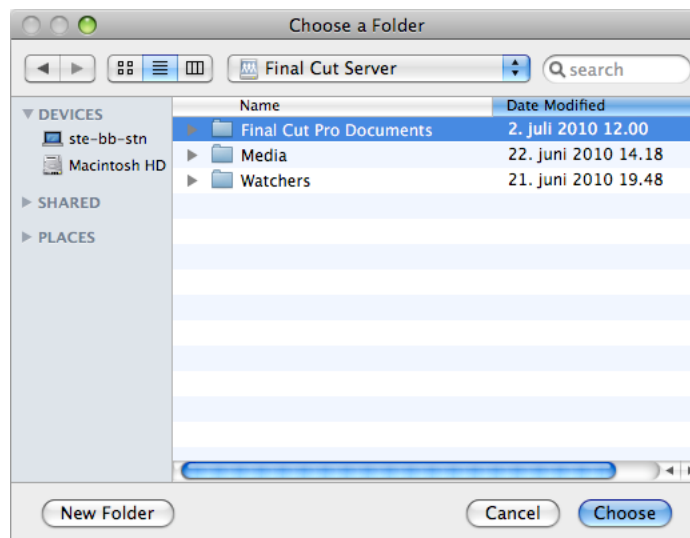 Choose a Folder
Final Cut Server
search
DEVICES
ste-bb-stn
Macintosh HD
SHARED
PLACES
Name Date Modified
Final Cut Pro Documents 2. juli 2010 12.00
Media 22. juni 2010 14.18
Watchers 21. juni 2010 19.48
New Folder Cancel Choose